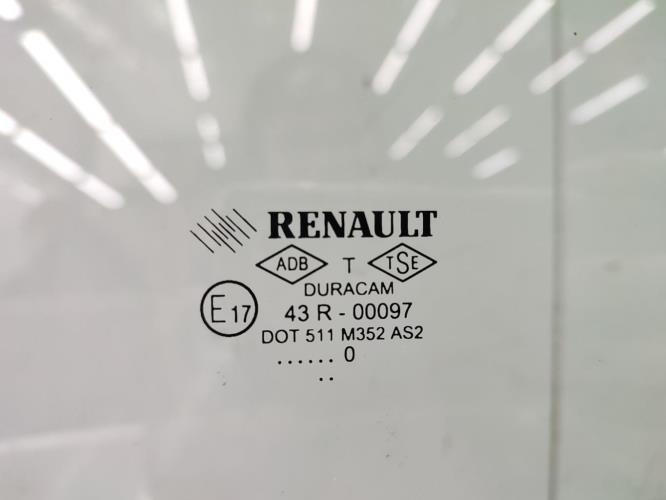 RENAULT
ADB T TSE
DURACAM
E17 43 R - 00097
DOT 511 M352 AS2
...... 0
..